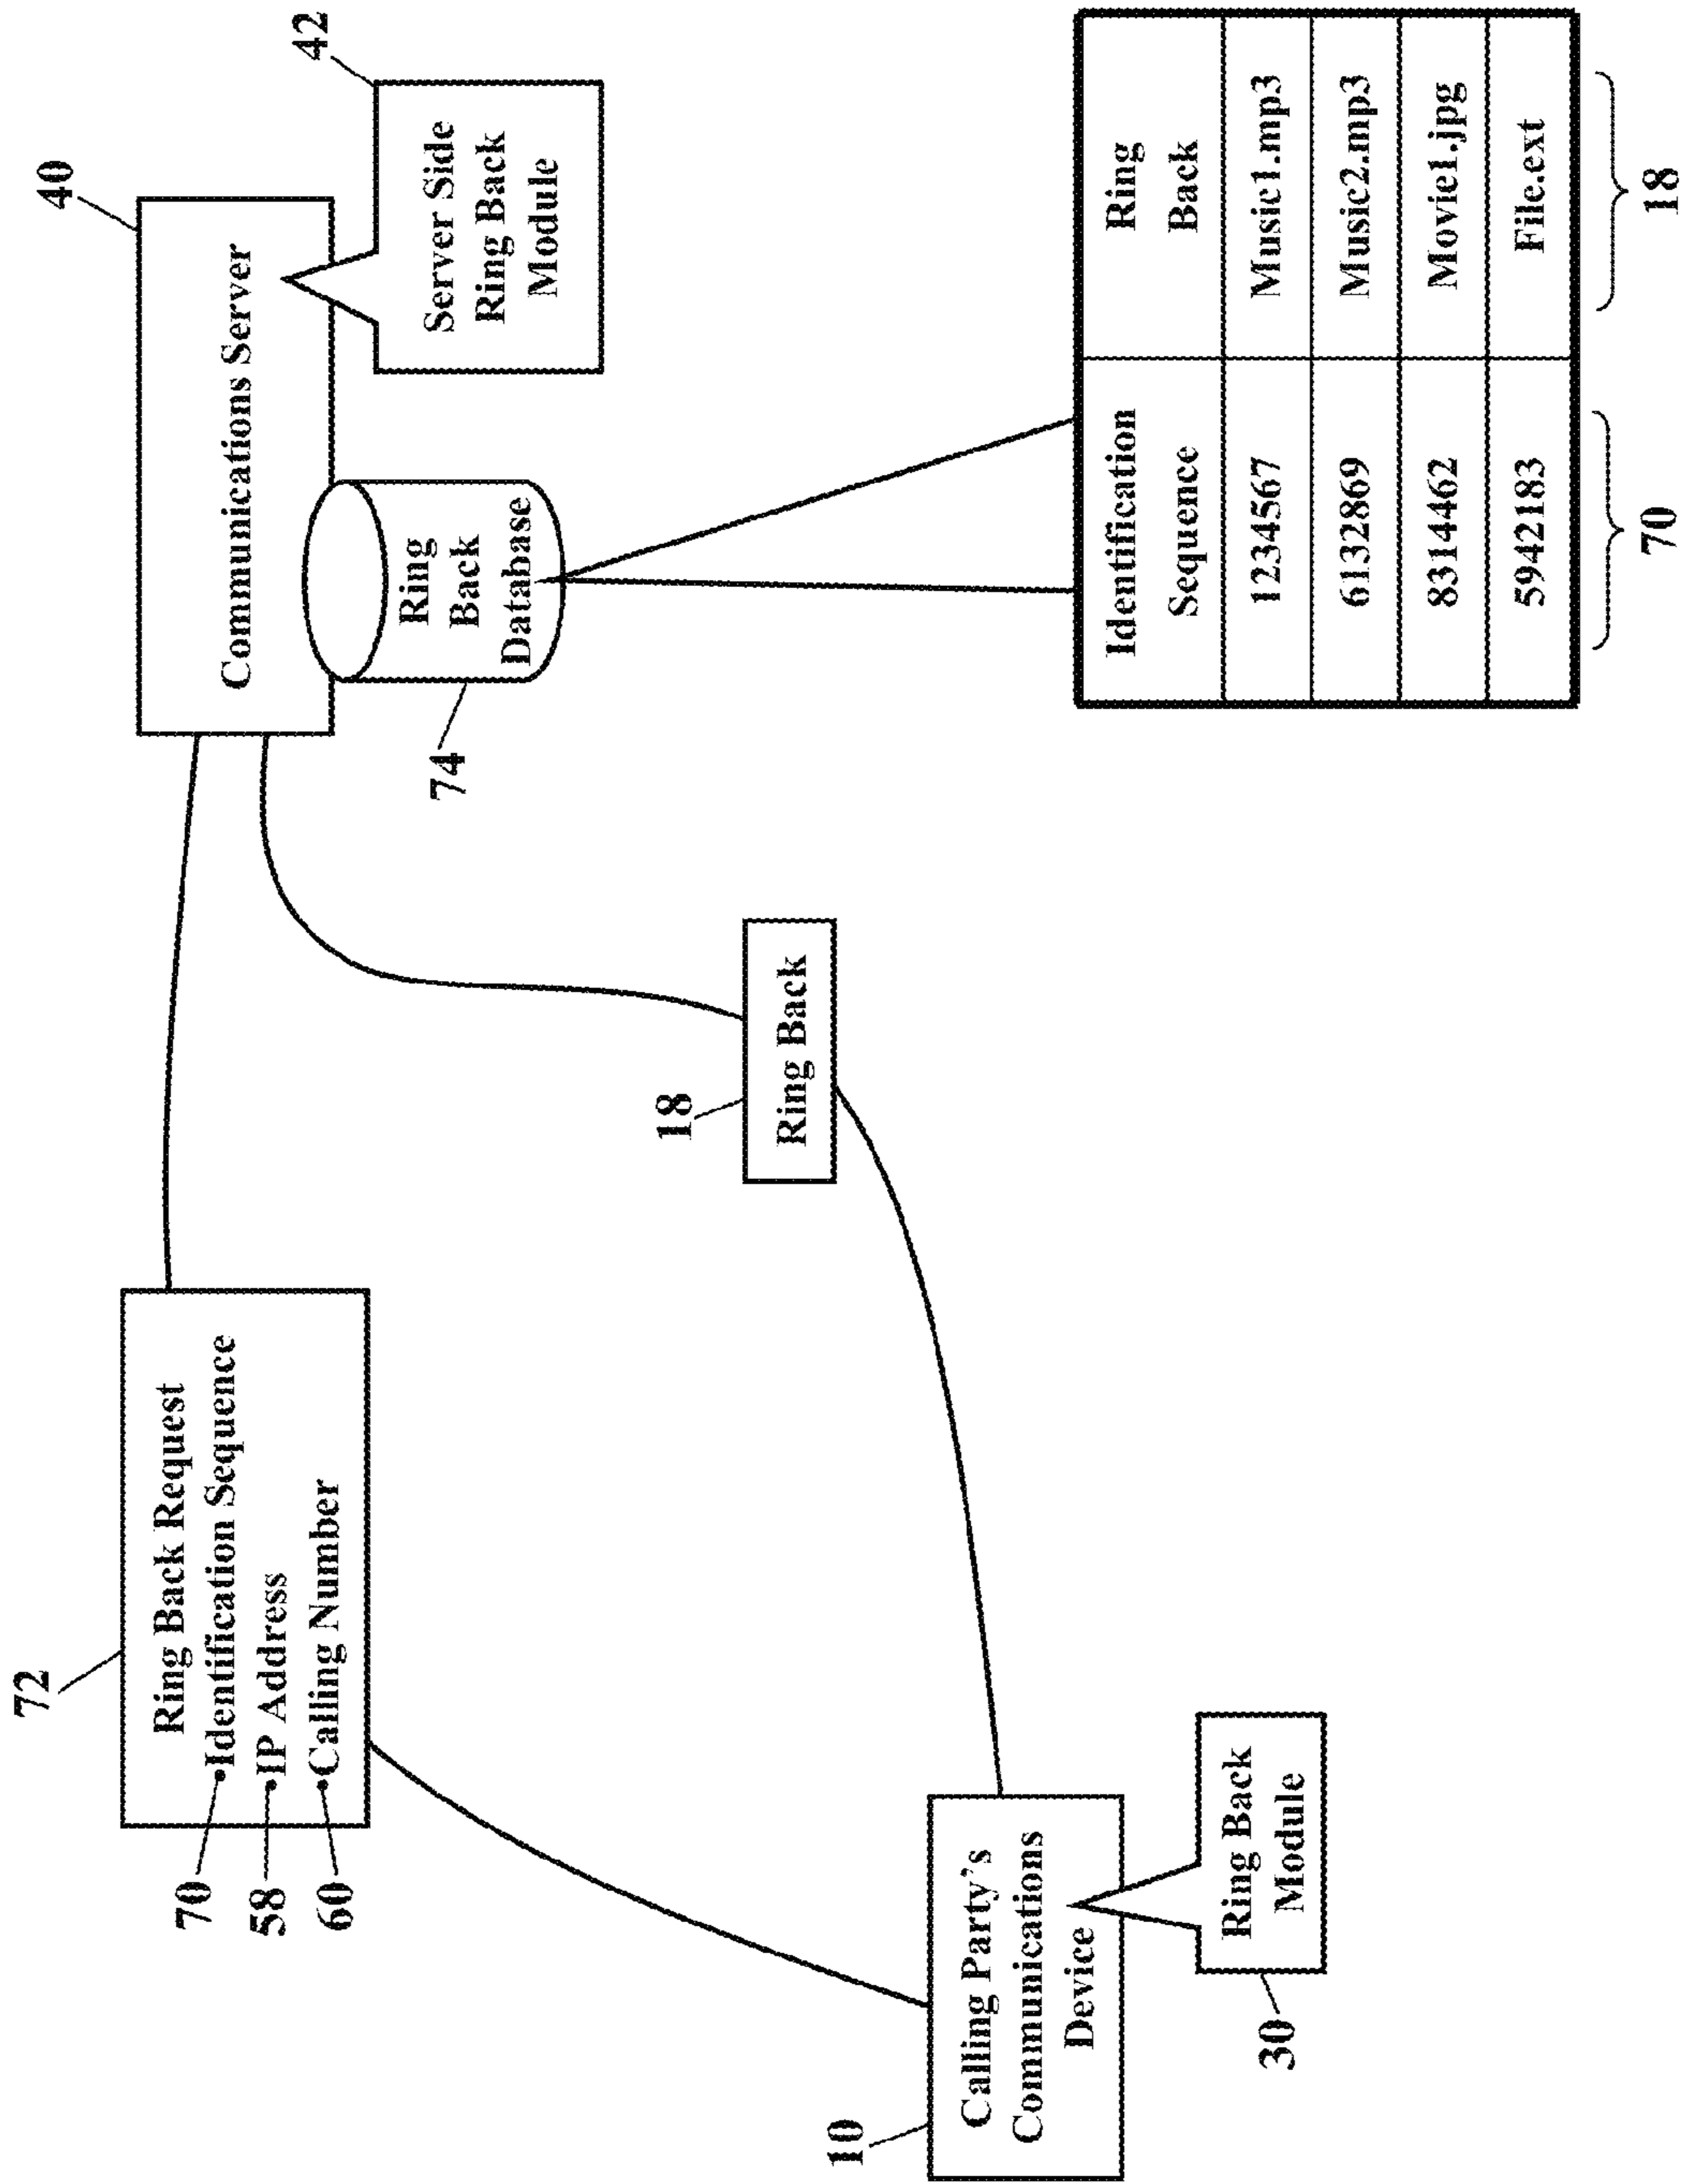 72
Ring Back Request
70
•Identification Sequence
58
•IP Address
60
•Calling Number
40
Communications Server
42
Server Side
Ring Back
Module
74
Ring
Back
Database
18
Ring Back
10
Calling Party's
Communications
Device
30
Ring Back
Module
Identification Sequence Ring Back
1234567 Music1.mp3
6132869 Music2.mp3
8314462 Movie1.jpg
5942183 File.ext
70 18